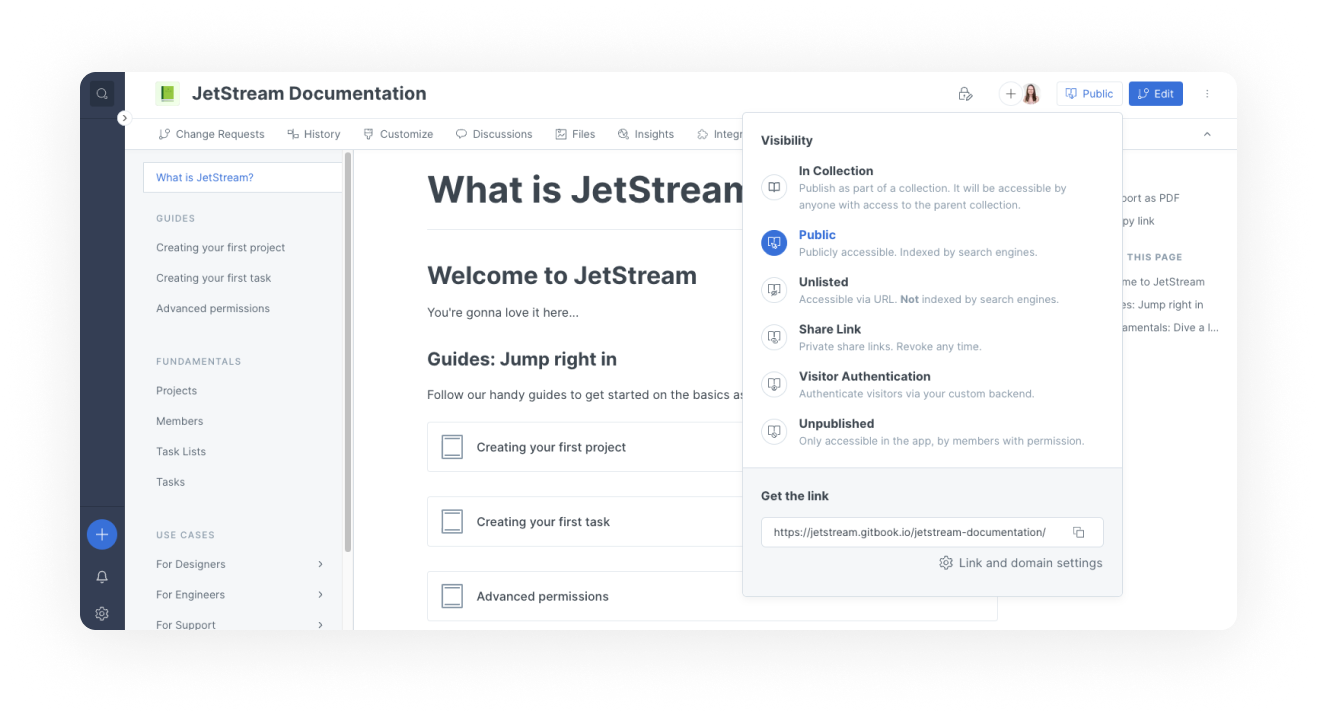 JetStream Documentation
Public
Edit
Change Requests
History
Customize
Discussions
Files
Insights
What is JetStream?
GUIDES
Creating your first project
Creating your first task
Advanced permissions
FUNDAMENTALS
Projects
Members
Task Lists
Tasks
USE CASES
For Designers
For Engineers
For Support
What is JetStream
Welcome to JetStream
You're gonna love it here...
Guides: Jump right in
Follow our handy guides to get started on the basics
Creating your first project
Creating your first task
Advanced permissions
Visibility
In Collection
Publish as part of a collection. It will be accessible by
anyone with access to the parent collection.
Public
Publicly accessible. Indexed by search engines.
Unlisted
Accessible via URL. Not indexed by search engines.
Share Link
Private share links. Revoke any time.
Visitor Authentication
Authenticate visitors via your custom backend.
Unpublished
Only accessible in the app, by members with permission.
Get the link
https://jetstream.gitbook.io/jetstream-documentation/
Link and domain settings
as PDF
link
THIS PAGE
to JetStream
Jump right in
Dive a l...